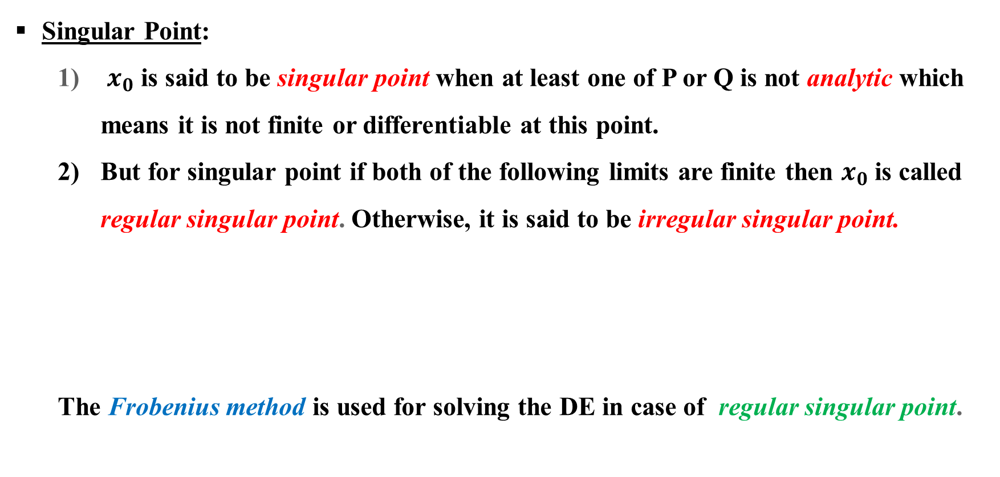 ▪ Singular Point:
1) x₀ is said to be singular point when at least one of P or Q is not analytic which
means it is not finite or differentiable at this point.
2) But for singular point if both of the following limits are finite then x₀ is called
regular singular point. Otherwise, it is said to be irregular singular point.
The Frobenius method is used for solving the DE in case of regular singular point.